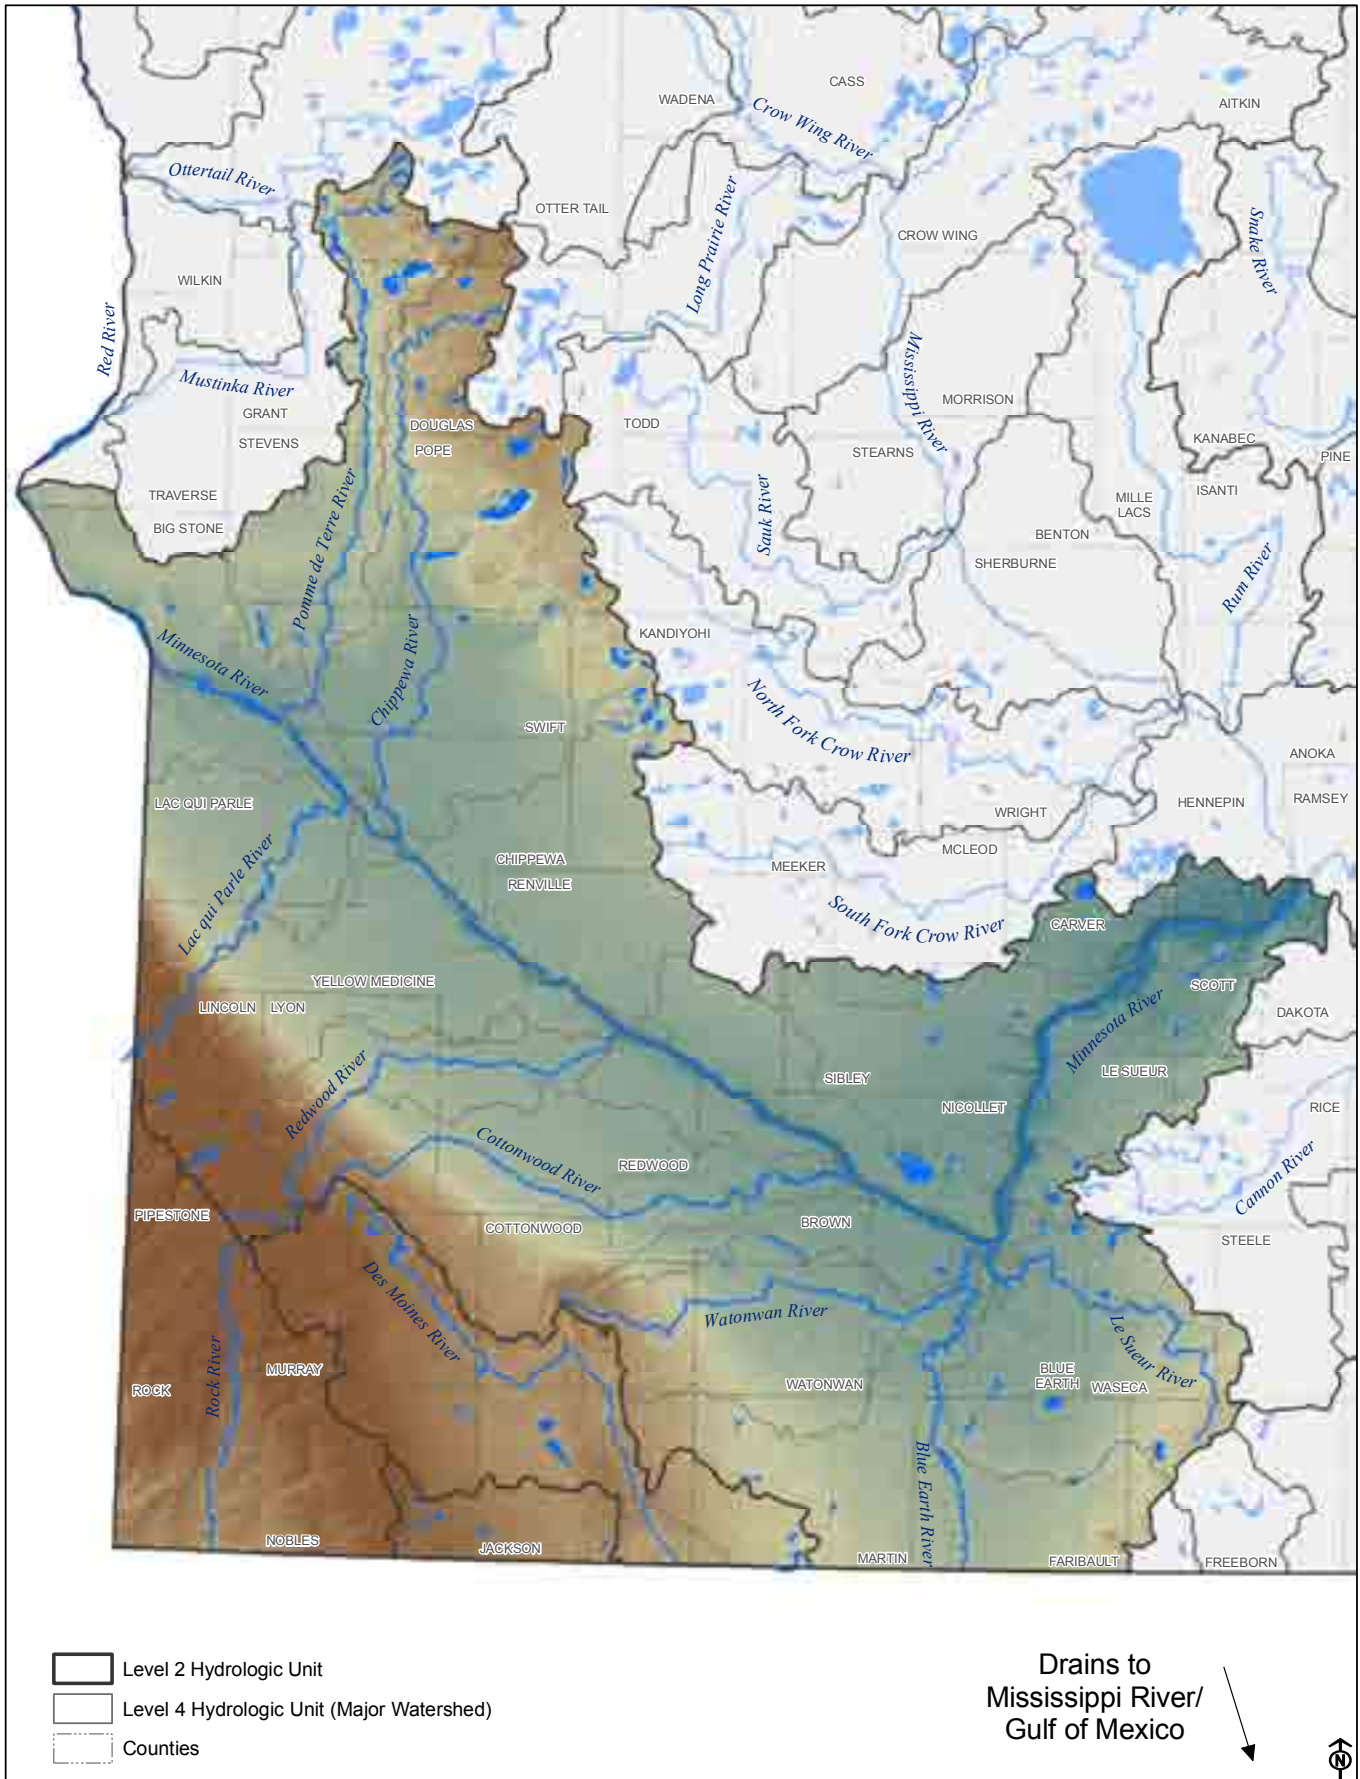 CASS
WADENA
AITKIN
Crow Wing River
Ottertail River
OTTER TAIL
Long Prairie River
CROW WING
Snake River
WILKIN
Red River
Mississippi River
Mustinka River
GRANT
MORRISON
DOUGLAS
TODD
STEVENS
POPE
STEARNS
KANABEC
PINE
TRAVERSE
Pomme de Terre River
Sauk River
MILLE
LACS
ISANTI
BIG STONE
BENTON
SHERBURNE
Rum River
Minnesota River
Chippewa River
KANDIYOHI
North Fork Crow River
SWIFT
ANOKA
LAC QUI PARLE
HENNEPIN
RAMSEY
WRIGHT
MCLEOD
CHIPPEWA
MEEKER
RENVILLE
Lac qui Parle River
South Fork Crow River
CARVER
YELLOW MEDICINE
SCOTT
LINCOLN
LYON
Minnesota River
DAKOTA
Redwood River
LE SUEUR
SIBLEY
NICOLLET
RICE
Cottonwood River
REDWOOD
Cannon River
PIPESTONE
COTTONWOOD
BROWN
STEELE
Des Moines River
Watonwan River
Le Sueur River
Rock River
MURRAY
BLUE
EARTH
ROCK
WATONWAN
WASECA
Blue Earth River
NOBLES
JACKSON
MARTIN
FARIBAULT
FREEBORN
Level 2 Hydrologic Unit
Level 4 Hydrologic Unit (Major Watershed)
Counties
Drains to
Mississippi River/
Gulf of Mexico
N